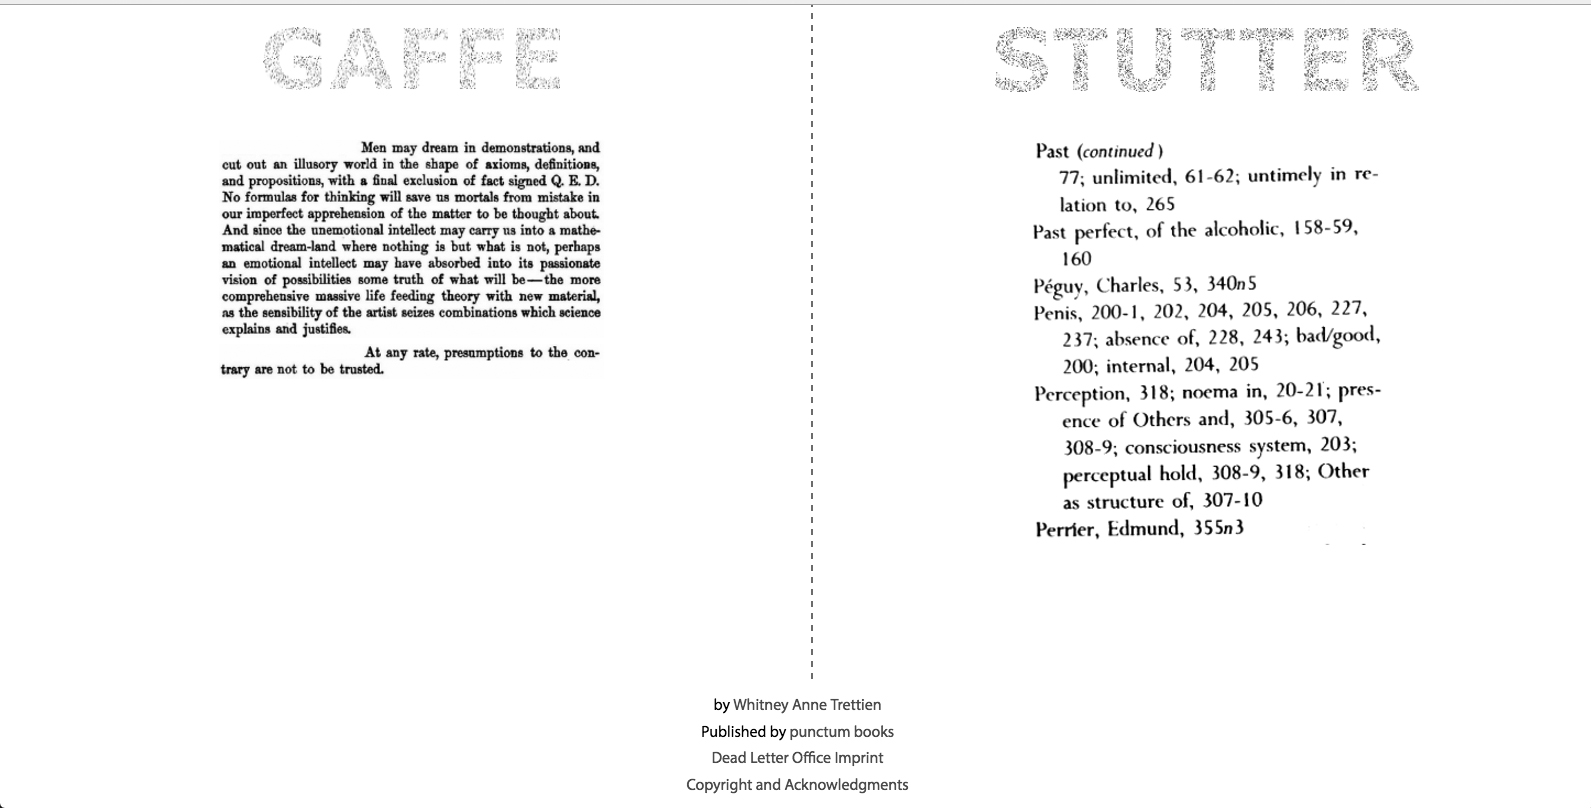 GAFFE
Men may dream in demonstrations, and
cut out an illusory world in the shape of axioms, definitions,
and propositions, with a final exclusion of fact signed Q. E. D.
No formulas for thinking will save us mortals from mistake in
our imperfect apprehension of the matter to be thought about.
And since the unemotional intellect may carry us into a mathe-
matical dream-land where nothing is but what is not, perhaps
an emotional intellect may have absorbed into its passionate
vision of possibilities some truth of what will be—the more
comprehensive massive life feeding theory with new material,
as the sensibility of the artist seizes combinations which science
explains and justifies.
At any rate, presumptions to the con-
trary are not to be trusted.
STUTTER
Past (continued)
77; unlimited, 61-62; untimely in re-
lation to, 265
Past perfect, of the alcoholic, 158-59,
160
Péguy, Charles, 53, 340n5
Penis, 200-1, 202, 204, 205, 206, 227,
237; absence of, 228, 243; bad/good,
200; internal, 204, 205
Perception, 318; noema in, 20-21; pres-
ence of Others and, 305-6, 307,
308-9; consciousness system, 203;
perceptual hold, 308-9, 318; Other
as structure of, 307-10
Perrier, Edmund, 355n3
by Whitney Anne Trettien
Published by punctum books
Dead Letter Office Imprint
Copyright and Acknowledgments